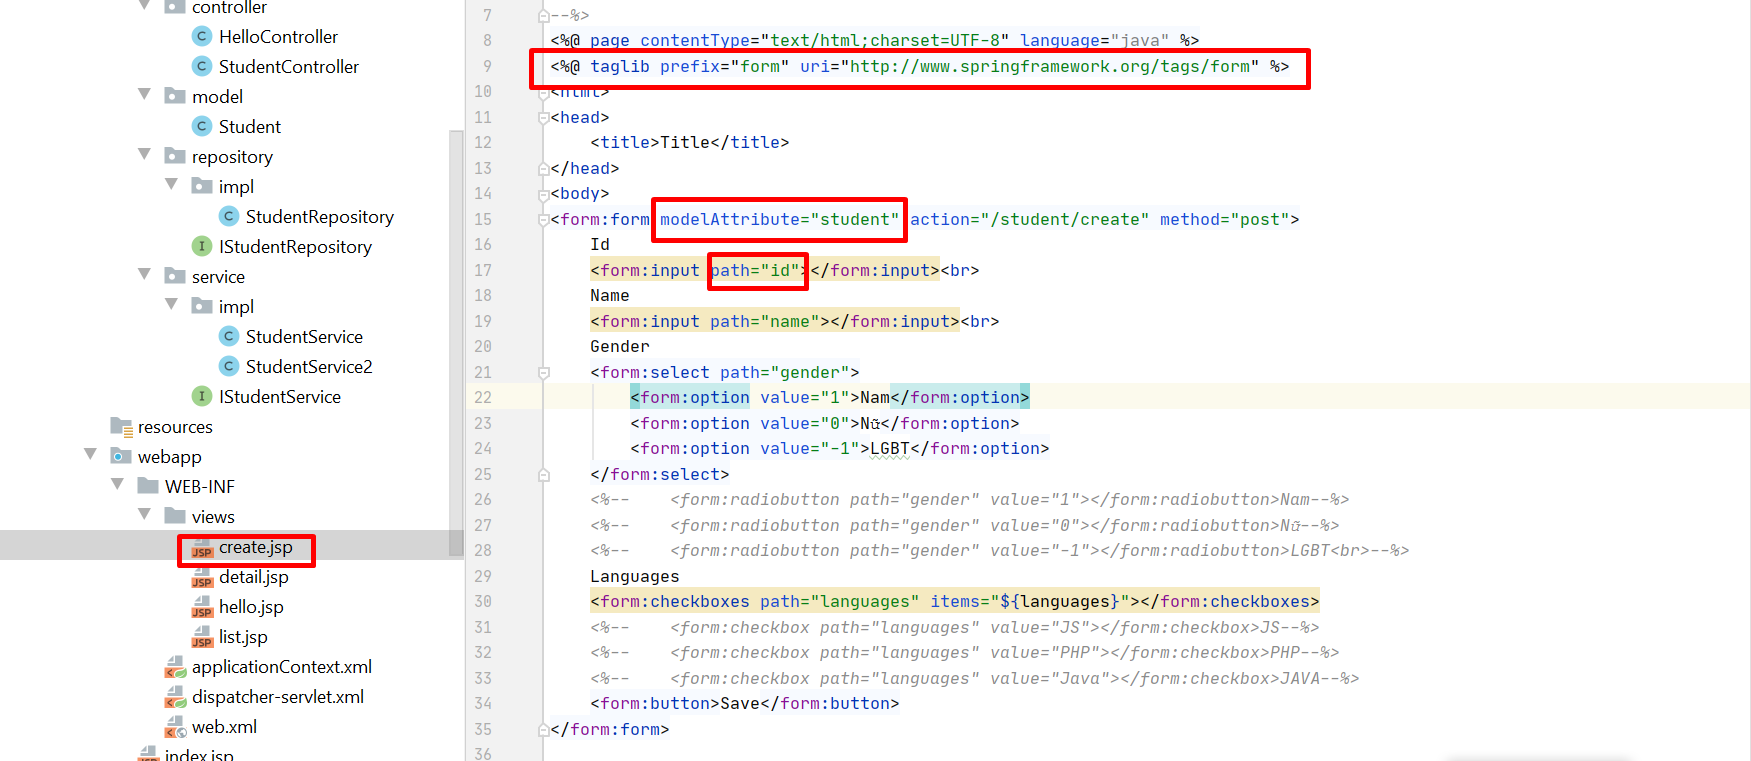 controller
HelloController
StudentController
model
Student
repository
impl
StudentRepository
IStudentRepository
service
impl
StudentService
StudentService2
IStudentService
resources
webapp
WEB-INF
views
create.jsp
detail.jsp
hello.jsp
list.jsp
applicationContext.xml
dispatcher-servlet.xml
web.xml
index.jsp
7 --%>
8 <%@ page contentType="text/html;charset=UTF-8" language="java" %>
9 <%@ taglib prefix="form" uri="http://www.springframework.org/tags/form" %>
10 <html>
11 <head>
12 <title>Title</title>
13 </head>
14 <body>
15 <form:form modelAttribute="student" action="/student/create" method="post">
16 Id
17 <form:input path="id"></form:input><br>
18 Name
19 <form:input path="name"></form:input><br>
20 Gender
21 <form:select path="gender">
22 <form:option value="1">Nam</form:option>
23 <form:option value="0">Nữ</form:option>
24 <form:option value="-1">LGBT</form:option>
25 </form:select>
26 <%-- <form:radiobutton path="gender" value="1"></form:radiobutton>Nam--%>
27 <%-- <form:radiobutton path="gender" value="0"></form:radiobutton>Nữ--%>
28 <%-- <form:radiobutton path="gender" value="-1"></form:radiobutton>LGBT<br>--%>
29 Languages
30 <form:checkboxes path="languages" items="${languages}"></form:checkboxes>
31 <%-- <form:checkbox path="languages" value="JS"></form:checkbox>JS--%>
32 <%-- <form:checkbox path="languages" value="PHP"></form:checkbox>PHP--%>
33 <%-- <form:checkbox path="languages" value="Java"></form:checkbox>JAVA--%>
34 <form:button>Save</form:button>
35 </form:form>
36